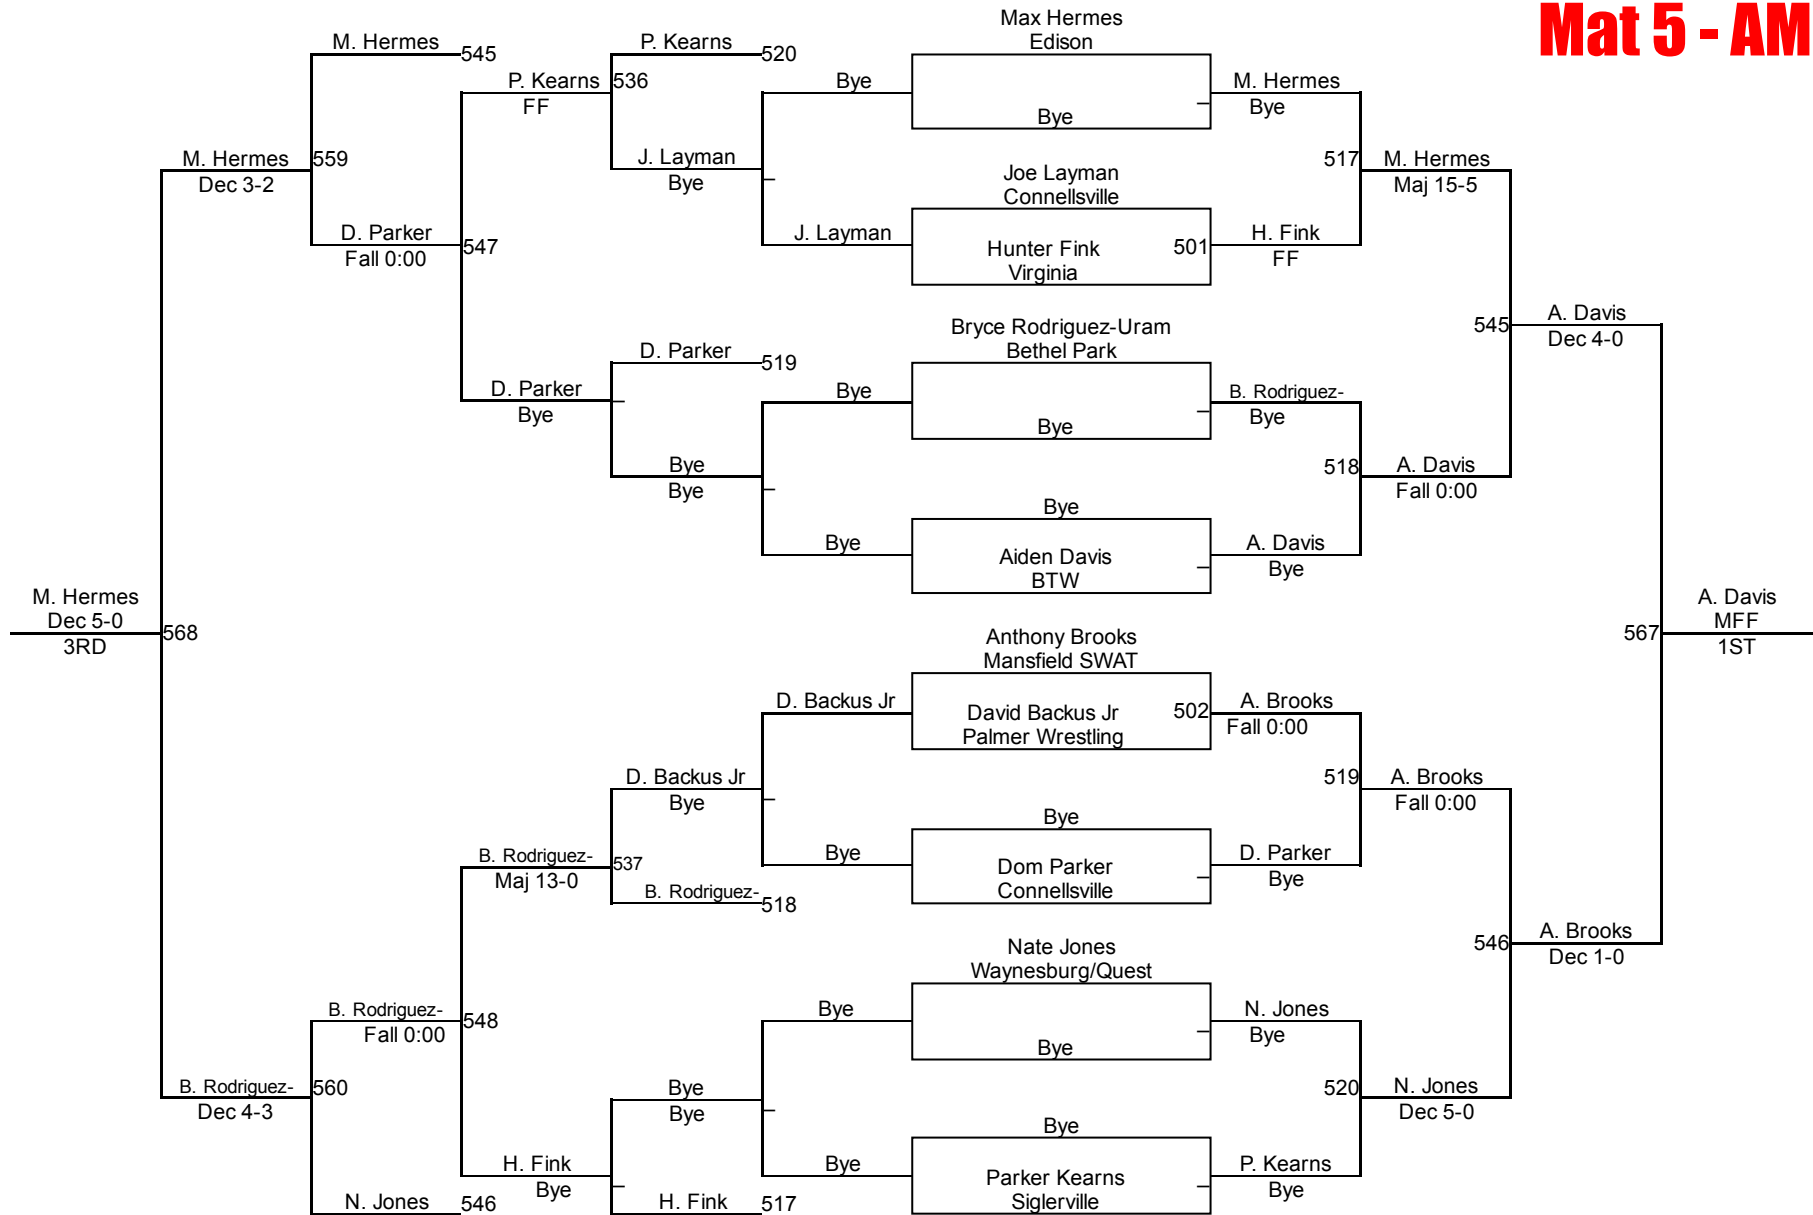 Mat 5 - AM
Max Hermes
Edison
M. Hermes
545
P. Kearns
520
P. Kearns
536
FF
Bye
Bye
M. Hermes
Bye
M. Hermes
559
Dec 3-2
J. Layman
Bye
Joe Layman
Connellsville
517
M. Hermes
Maj 15-5
D. Parker
547
Fall 0:00
J. Layman
Hunter Fink
Virginia
501
H. Fink
FF
Bryce Rodriguez-Uram
Bethel Park
545
A. Davis
Dec 4-0
D. Parker
519
D. Parker
Bye
Bye
Bye
B. Rodriguez-
Bye
Bye
Bye
518
A. Davis
Fall 0:00
Bye
Bye
Aiden Davis
BTW
A. Davis
Bye
M. Hermes
Dec 5-0
568
3RD
Anthony Brooks
Mansfield SWAT
567
A. Davis
MFF
1ST
D. Backus Jr
David Backus Jr
Palmer Wrestling
502
A. Brooks
Fall 0:00
D. Backus Jr
Bye
519
A. Brooks
Fall 0:00
Bye
B. Rodriguez-
537
Maj 13-0
Bye
Dom Parker
Connellsville
D. Parker
Bye
B. Rodriguez-
518
Nate Jones
Waynesburg/Quest
546
A. Brooks
Dec 1-0
B. Rodriguez-
548
Fall 0:00
Bye
Bye
N. Jones
Bye
B. Rodriguez-
560
Dec 4-3
Bye
Bye
520
N. Jones
Dec 5-0
Bye
H. Fink
Bye
Bye
Parker Kearns
Siglerville
P. Kearns
Bye
N. Jones
546
H. Fink
517